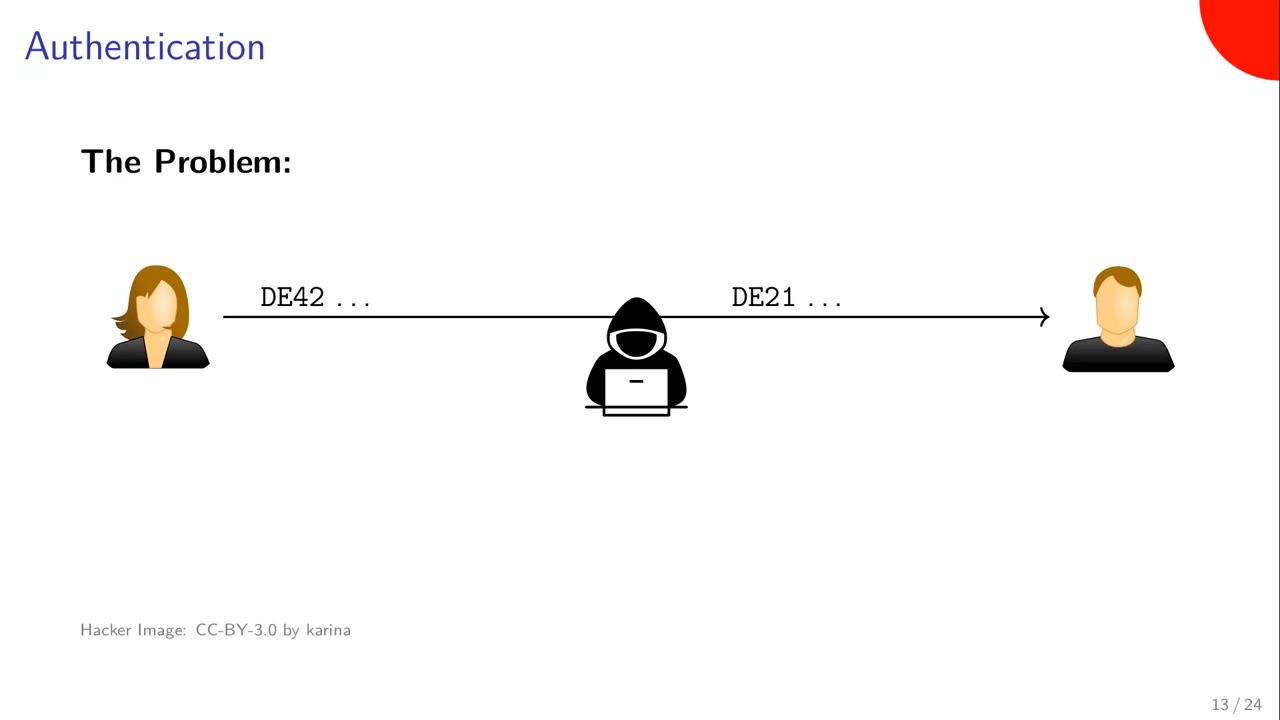 Authentication
The Problem:
DE42 ... DE21 ...
Hacker Image: CC-BY-3.0 by karina
13 / 24